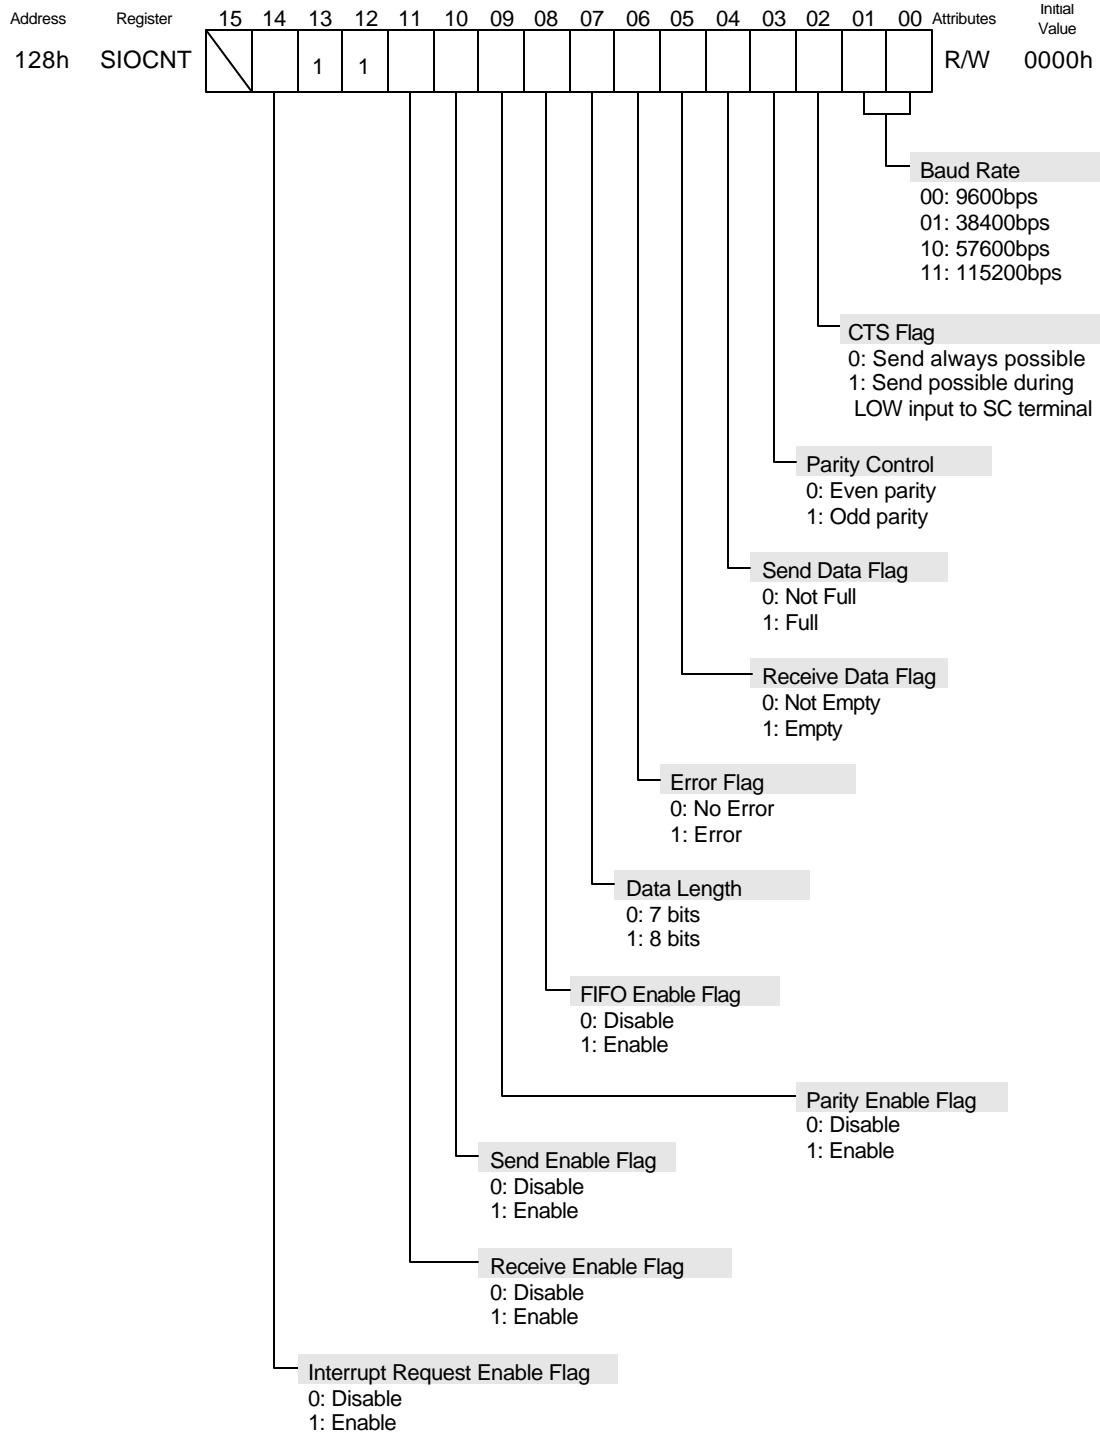 Address Register 15 14 13 12 11 10 09 08 07 06 05 04 03 02 01 00 Attributes Initial Value
128h SIOCNT 1 1 R/W 0000h
Baud Rate
00: 9600bps
01: 38400bps
10: 57600bps
11: 115200bps
CTS Flag
0: Send always possible
1: Send possible during
LOW input to SC terminal
Parity Control
0: Even parity
1: Odd parity
Send Data Flag
0: Not Full
1: Full
Receive Data Flag
0: Not Empty
1: Empty
Error Flag
0: No Error
1: Error
Data Length
0: 7 bits
1: 8 bits
FIFO Enable Flag
0: Disable
1: Enable
Parity Enable Flag
0: Disable
1: Enable
Send Enable Flag
0: Disable
1: Enable
Receive Enable Flag
0: Disable
1: Enable
Interrupt Request Enable Flag
0: Disable
1: Enable